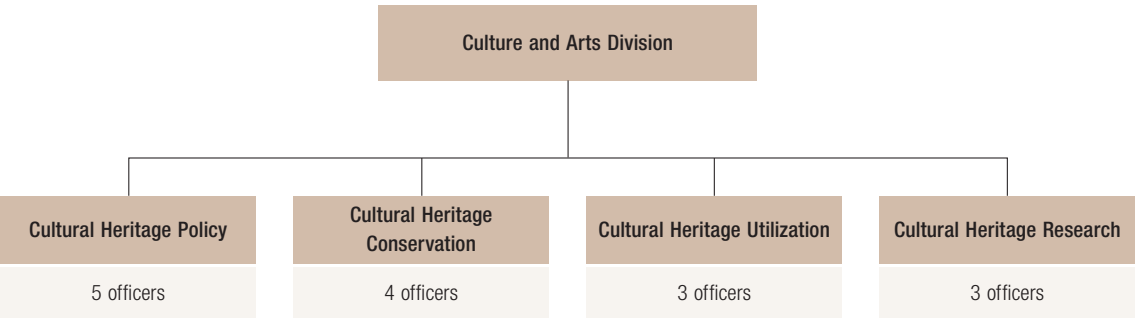 Culture and Arts Division
Cultural Heritage Policy
Cultural Heritage
Conservation
Cultural Heritage Utilization
Cultural Heritage Research
5 officers
4 officers
3 officers
3 officers